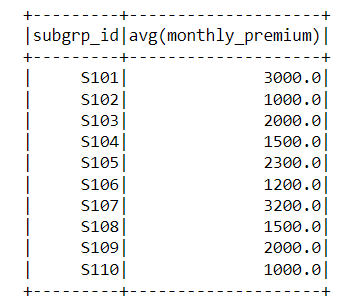 +---------+--------------------+
|subgrp_id|avg(monthly_premium)|
+---------+--------------------+
|     S101|              3000.0|
|     S102|              1000.0|
|     S103|              2000.0|
|     S104|              1500.0|
|     S105|              2300.0|
|     S106|              1200.0|
|     S107|              3200.0|
|     S108|              1500.0|
|     S109|              2000.0|
|     S110|              1000.0|
+---------+--------------------+